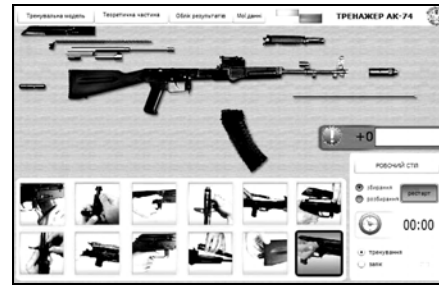 Тренувальна модель Теоретична частина Облік результатів Мої данні ТРЕНАЖЕР АК-74
+0
РОБОЧИЙ СТІЛ
збирання
розбирання
рестарт
00:00
тренування
залік